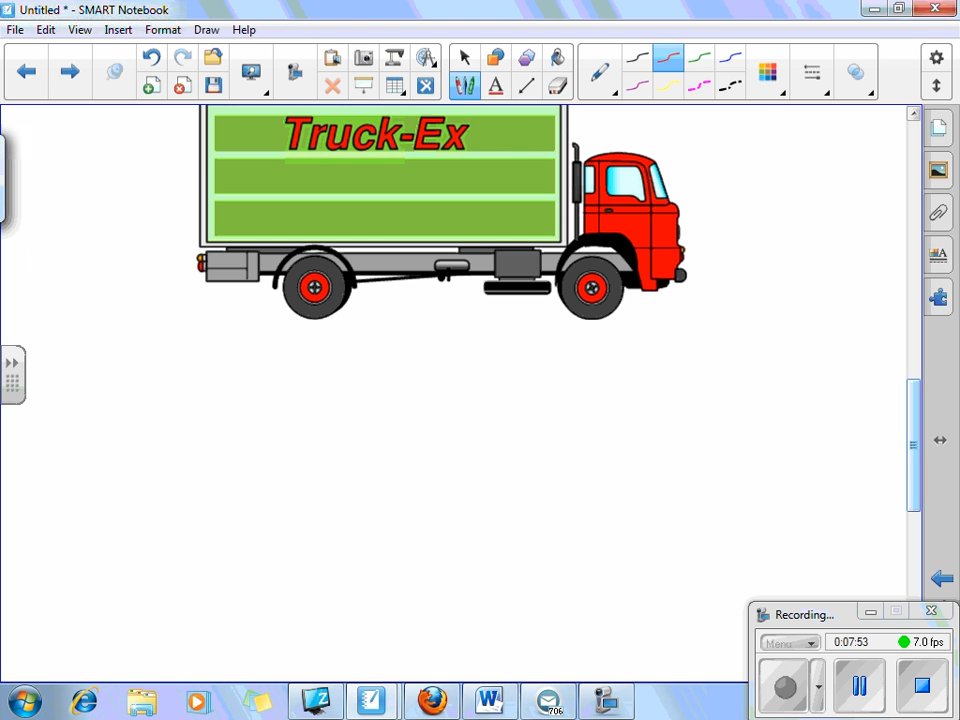 Untitled * - SMART Notebook
File Edit View Insert Format Draw Help
Truck-Ex
Recording...
Menu 0:07:53 7.0 fps
706